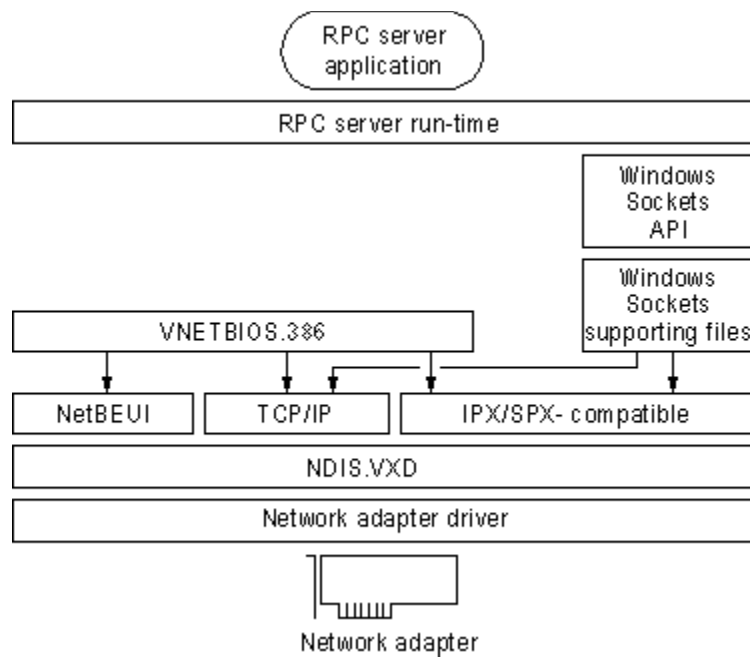 RPC server
application
RPC server run-time
Windows
Sockets
API
Windows
Sockets
supporting files
VNETBIOS.386
NetBEUI
TCP/IP
IPX/SPX- compatible
NDIS.VXD
Network adapter driver
Network adapter